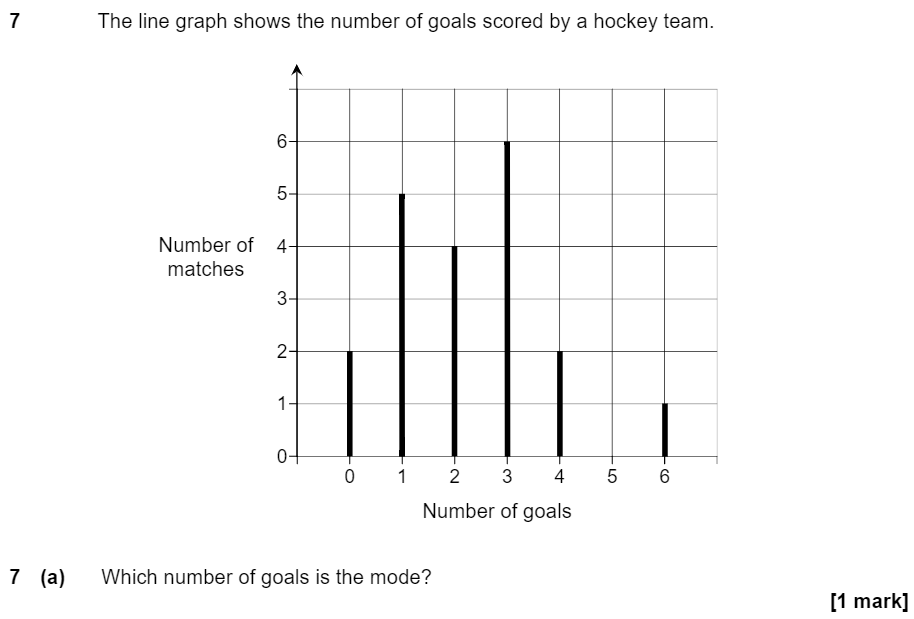 7 The line graph shows the number of goals scored by a hockey team.
6
5
Number of 4
matches
3
2
1
0
0 1 2 3 4 5 6
Number of goals
7 (a) Which number of goals is the mode?
[1 mark]